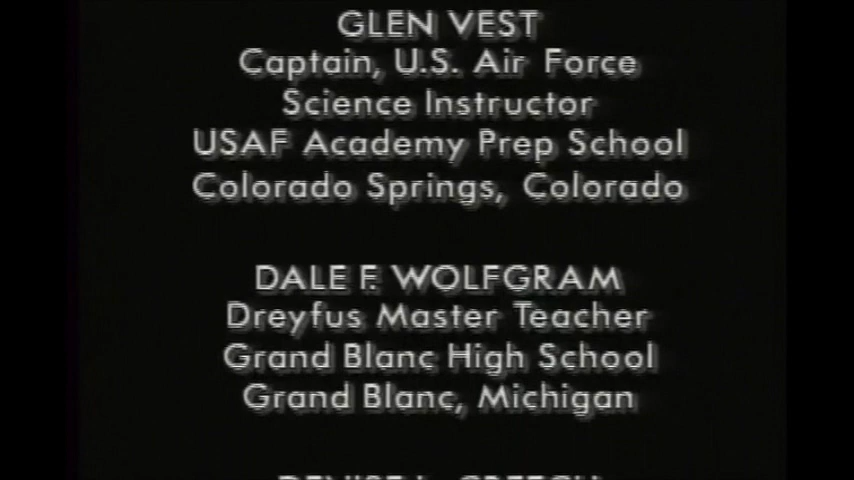 GLEN VEST
Captain, U.S. Air Force
Science Instructor
USAF Academy Prep School
Colorado Springs, Colorado
DALE F. WOLFGRAM
Dreyfus Master Teacher
Grand Blanc High School
Grand Blanc, Michigan